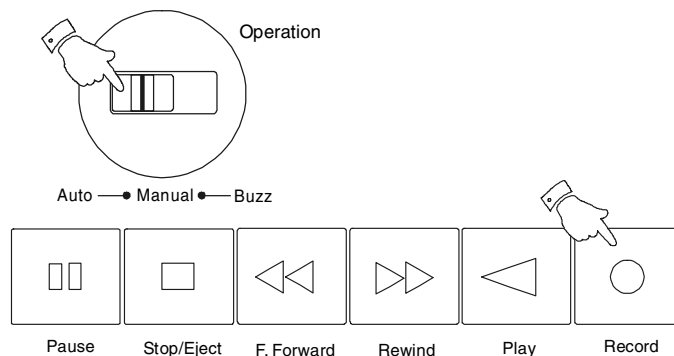 Operation
Auto Manual Buzz
Pause Stop/Eject F. Forward Rewind Play Record